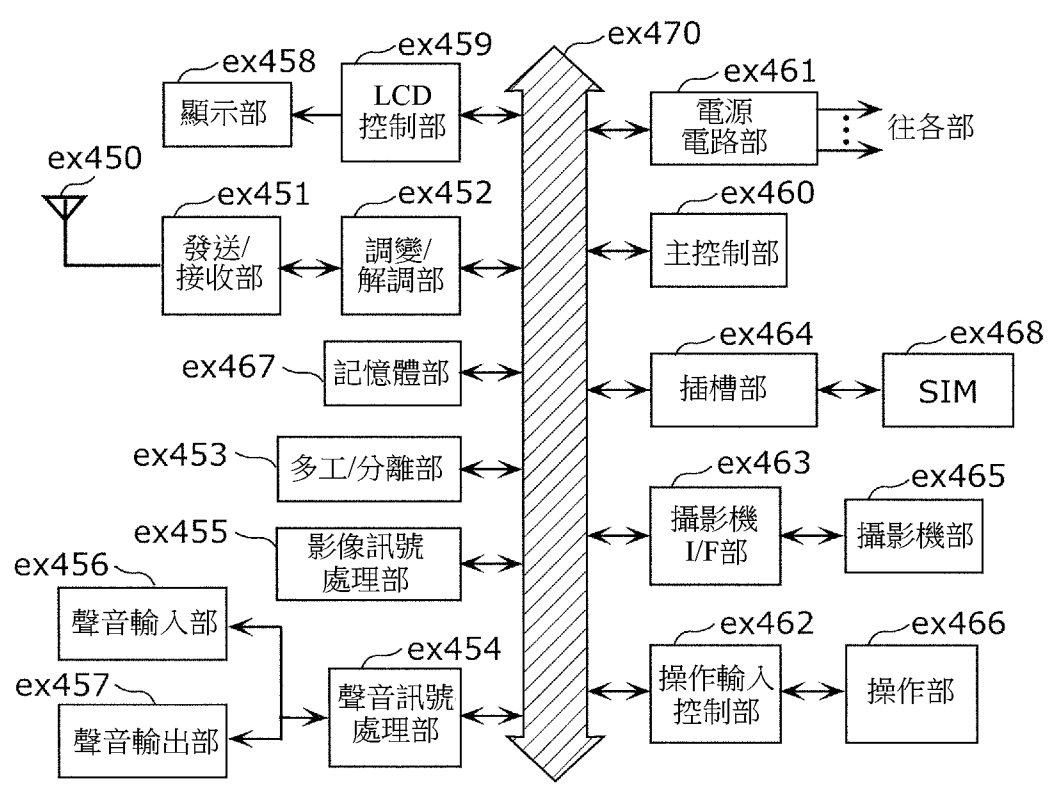 ex470
ex459
LCD
控制部
ex458
顯示部
ex461
電源
電路部
往各部
ex450
ex451
發送/
接收部
ex452
調變/
解調部
ex460
主控制部
ex467
記憶體部
ex464
插槽部
ex468
SIM
ex453
多工/分離部
ex463
攝影機
I/F部
ex465
攝影機部
ex455
影像訊號
處理部
ex456
聲音輸入部
ex457
聲音輸出部
ex454
聲音訊號
處理部
ex462
操作輸入
控制部
ex466
操作部